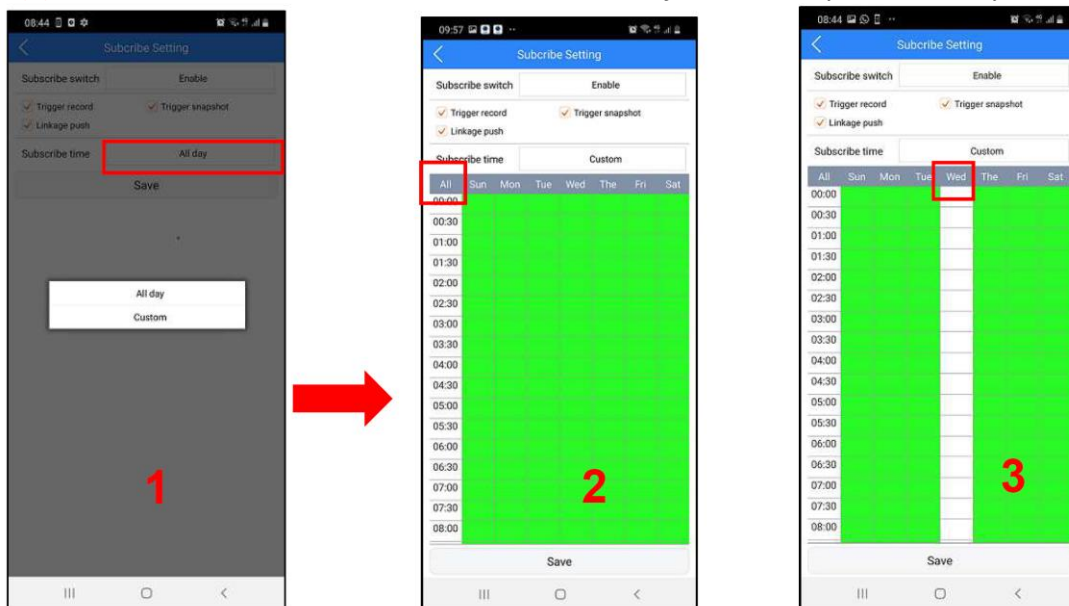 08:44
Subcribe Setting
Subscribe switch Enable
Trigger record Trigger snapshot
Linkage push
Subscribe time All day
Save
All day
Custom
1
09:57
Subcribe Setting
Subscribe switch Enable
Trigger record Trigger snapshot
Linkage push
Subscribe time Custom
All Sun Mon Tue Wed The Fri Sat
00:00
00:30
01:00
01:30
02:00
02:30
03:00
03:30
04:00
04:30
05:00
05:30
06:00
06:30
07:00
07:30
08:00
2
Save
08:44
Subcribe Setting
Subscribe switch Enable
Trigger record Trigger snapshot
Linkage push
Subscribe time Custom
All Sun Mon Tue Wed The Fri Sat
00:00
00:30
01:00
01:30
02:00
02:30
03:00
03:30
04:00
04:30
05:00
05:30
06:00
06:30
07:00
07:30
08:00
3
Save